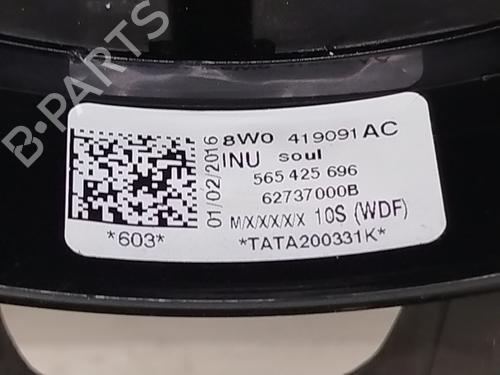 B-PARTS
01/02/2016
8W0 419091 AC
INU soul
565 425 696
62737000B
M/X/X/X/X/X 10S (WDF)
*603* *TATA200331K*